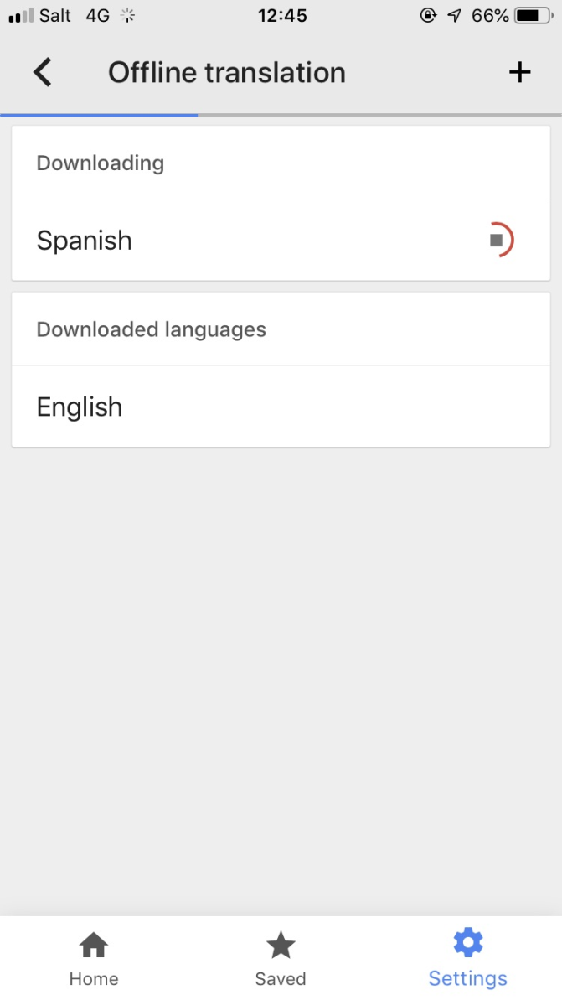 Salt 4G 12:45 66%
Offline translation
Downloading
Spanish
Downloaded languages
English
Home Saved Settings